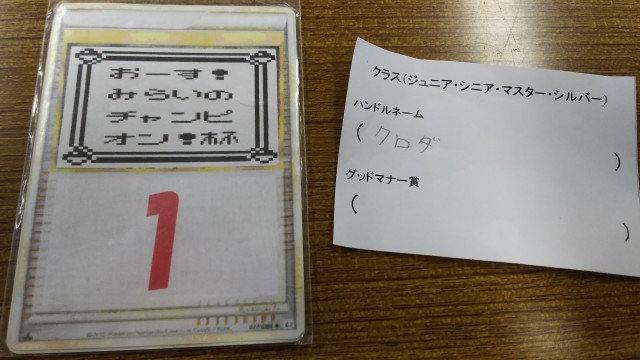 おーす！
みらいの
チャンピ
オン！杯
1
クラス(ジュニア・シニア・マスター・シルバー)
ハンドルネーム
( クロダ )
グッドマナー賞
( )